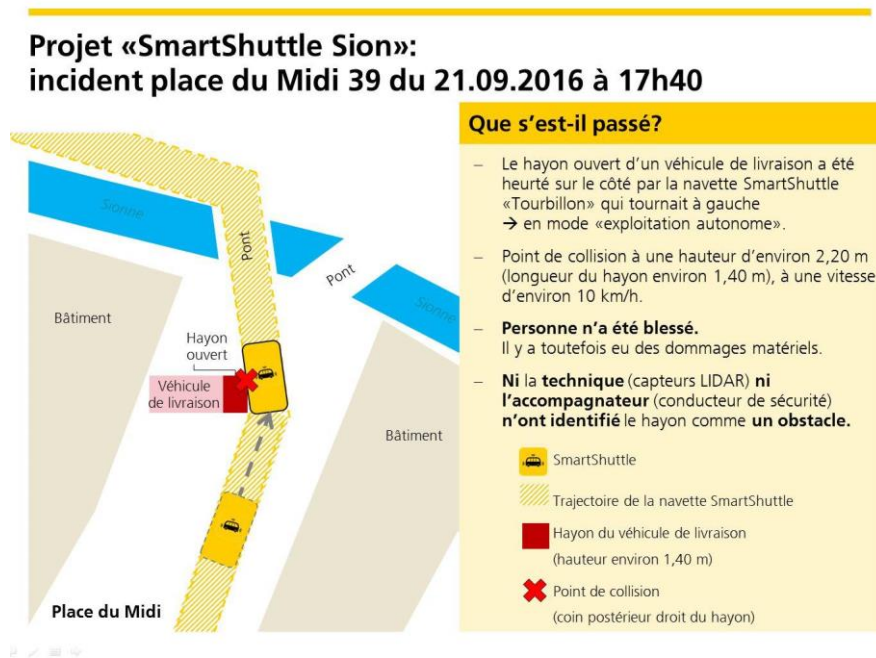 Projet «SmartShuttle Sion»:
incident place du Midi 39 du 21.09.2016 à 17h40
Que s’est-il passé?
– Le hayon ouvert d’un véhicule de livraison a été
heurté sur le côté par la navette SmartShuttle
«Tourbillon» qui tournait à gauche
→ en mode «exploitation autonome».
– Point de collision à une hauteur d’environ 2,20 m
(longueur du hayon environ 1,40 m), à une vitesse
d’environ 10 km/h.
– Personne n’a été blessé.
Il y a toutefois eu des dommages matériels.
– Ni la technique (capteurs LIDAR) ni
l’accompagnateur (conducteur de sécurité)
n’ont identifié le hayon comme un obstacle.
SmartShuttle
Trajectoire de la navette SmartShuttle
Hayon du véhicule de livraison
(hauteur environ 1,40 m)
Point de collision
(coin postérieur droit du hayon)
Sionne
Pont
Pont
Sionne
Bâtiment
Hayon
ouvert
Véhicule
de livraison
Bâtiment
Place du Midi